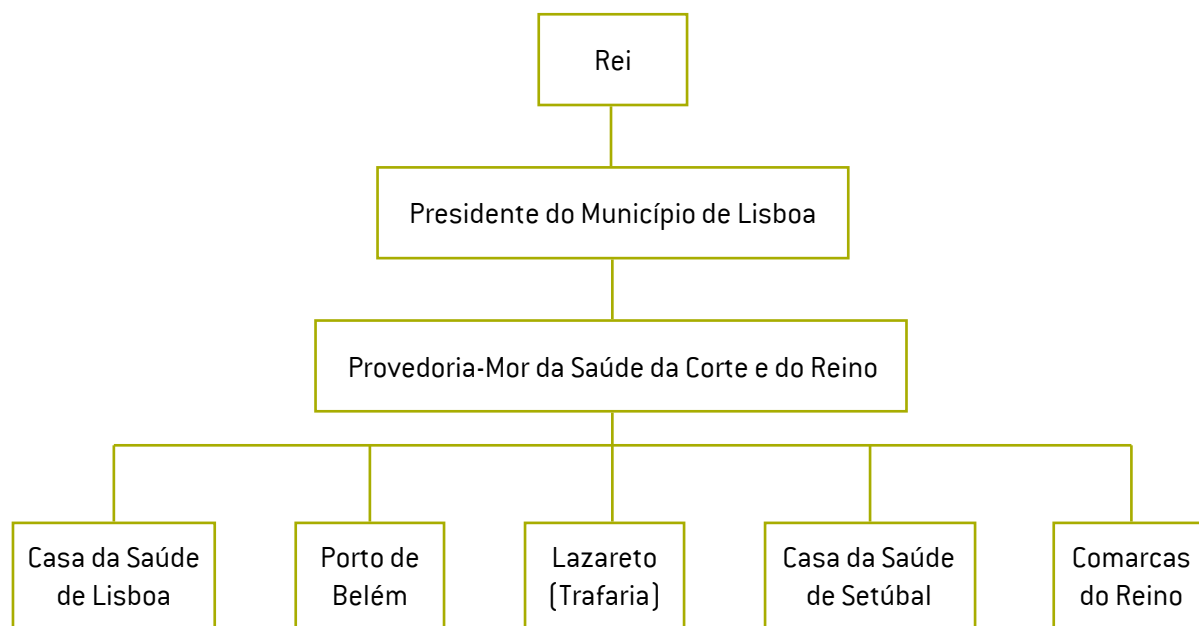 Rei
Presidente do Município de Lisboa
Provedoria-Mor da Saúde da Corte e do Reino
Casa da Saúde
de Lisboa
Porto de
Belém
Lazareto
(Trafaria)
Casa da Saúde
de Setúbal
Comarcas
do Reino